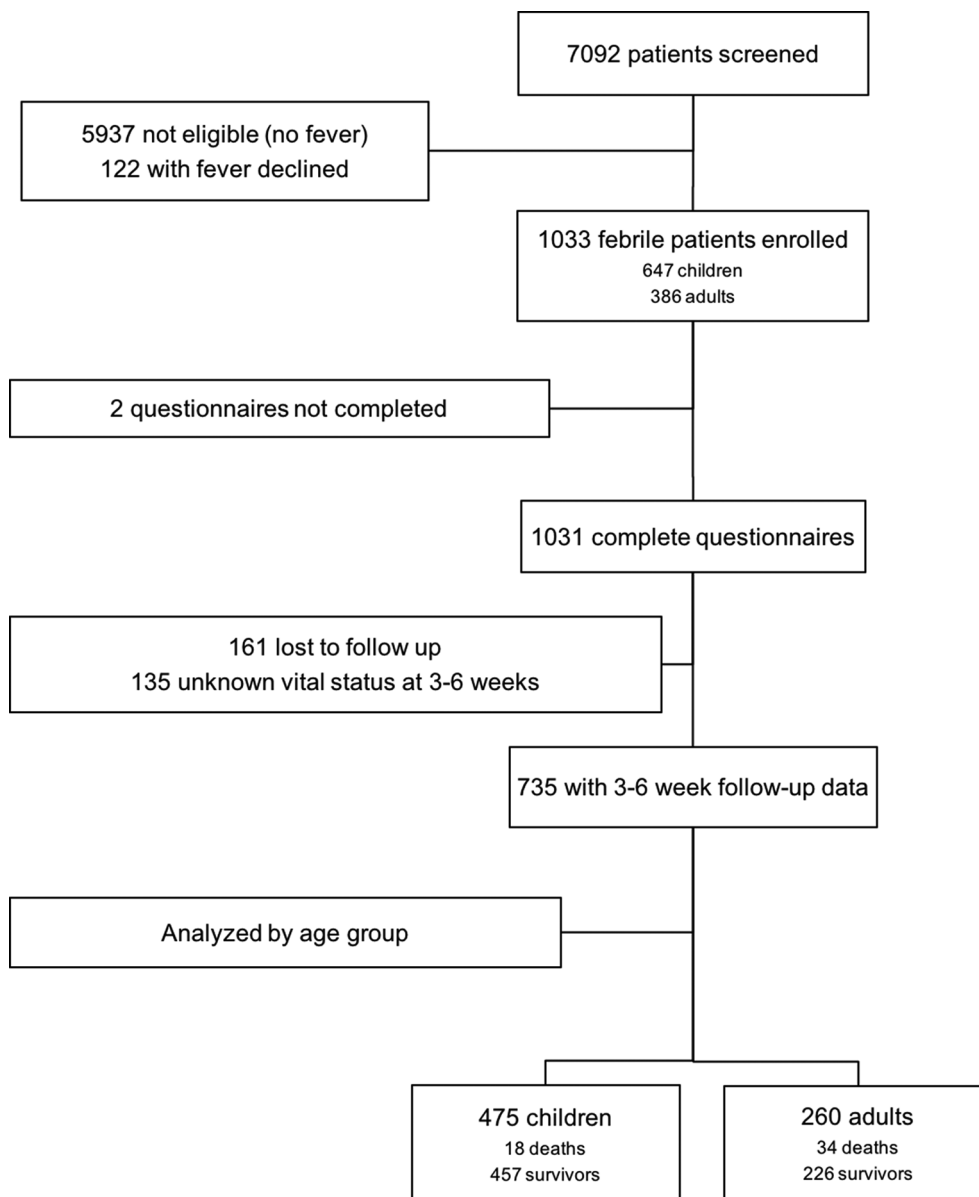 7092 patients screened
5937 not eligible (no fever)
122 with fever declined
1033 febrile patients enrolled
647 children
386 adults
2 questionnaires not completed
1031 complete questionnaires
161 lost to follow up
135 unknown vital status at 3-6 weeks
735 with 3-6 week follow-up data
Analyzed by age group
475 children
18 deaths
457 survivors
260 adults
34 deaths
226 survivors